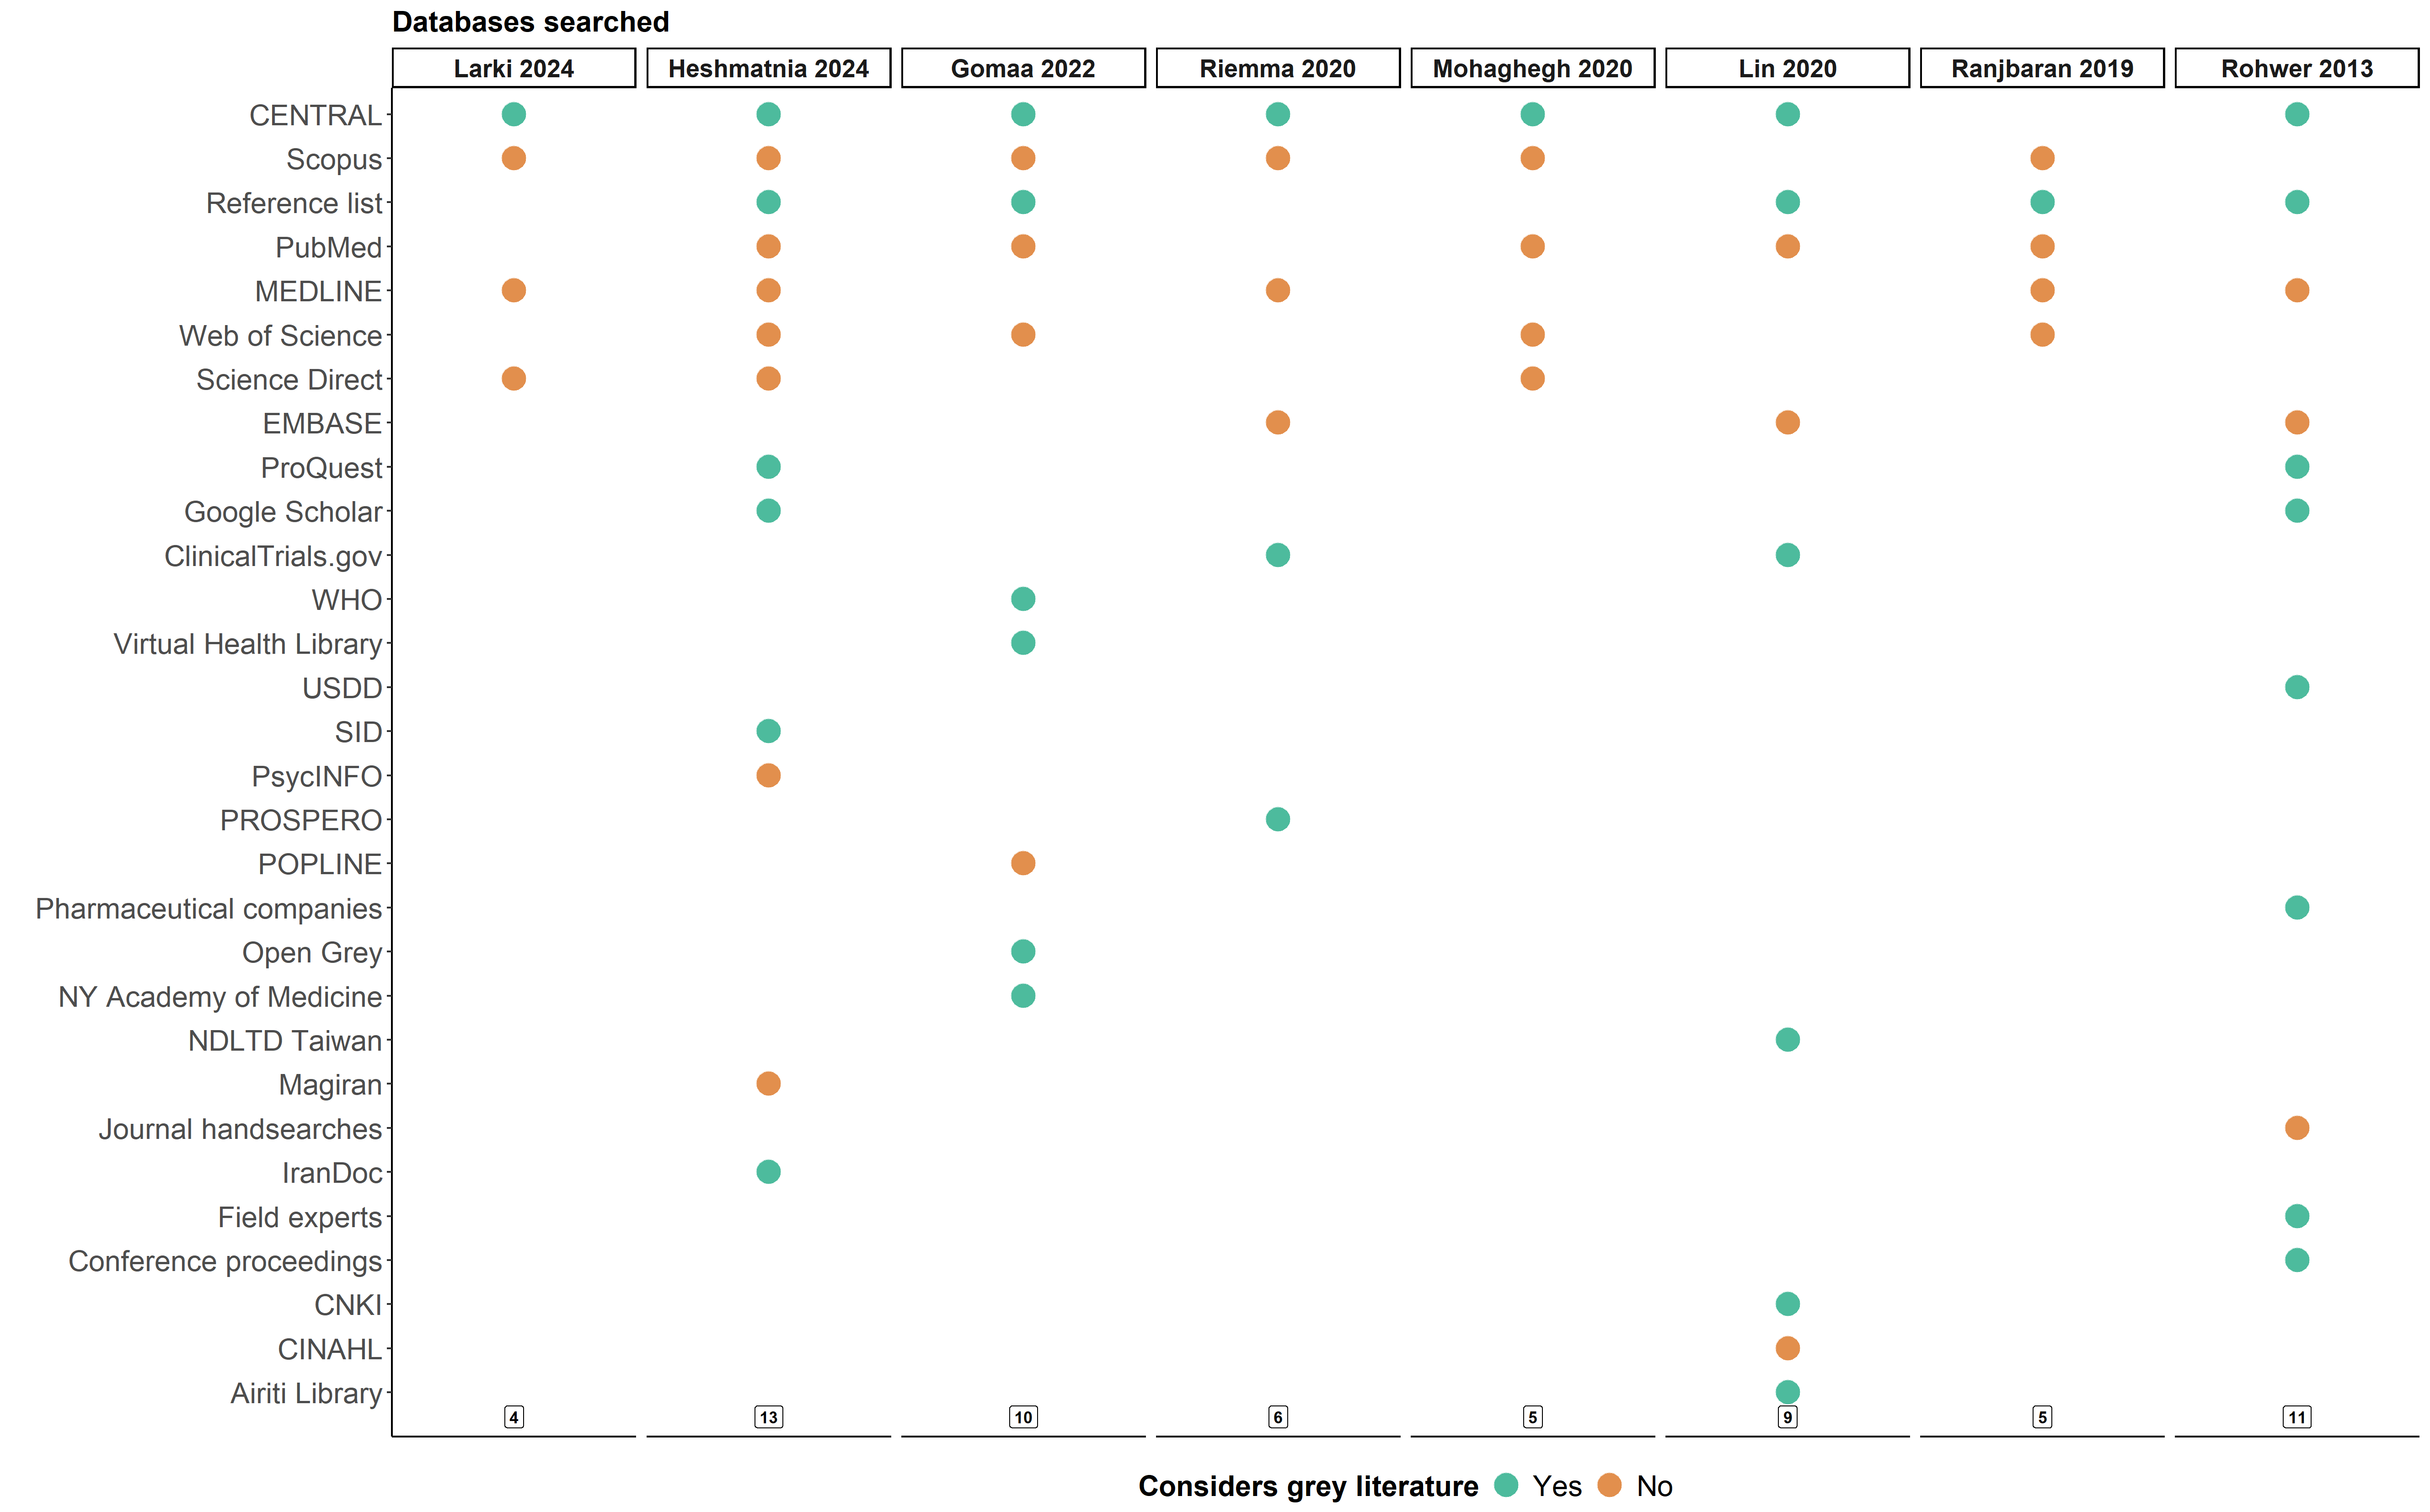 Databases searched
Larki 2024 Heshmatnia 2024 Gomaa 2022 Riemma 2020 Mohaghegh 2020 Lin 2020 Ranjbaran 2019 Rohwer 2013
CENTRAL
Scopus
Reference list
PubMed
MEDLINE
Web of Science
Science Direct
EMBASE
ProQuest
Google Scholar
ClinicalTrials.gov
WHO
Virtual Health Library
USDD
SID
PsycINFO
PROSPERO
POPLINE
Pharmaceutical companies
Open Grey
NY Academy of Medicine
NDLTD Taiwan
Magiran
Journal handsearches
IranDoc
Field experts
Conference proceedings
CNKI
CINAHL
Airiti Library
4 13 10 6 5 9 5 11
Considers grey literature Yes No